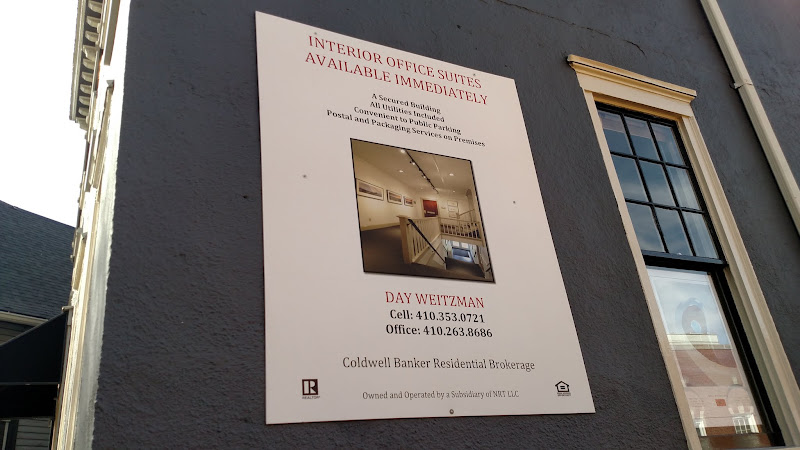 INTERIOR OFFICE SUITES
AVAILABLE IMMEDIATELY
A Secured Building
All Utilities Included
Convenient to Public Parking
Postal and Packaging Services on Premises
DAY WEITZMAN
Cell: 410.353.0721
Office: 410.263.8686
Coldwell Banker Residential Brokerage
Owned and Operated by a Subsidiary of NRT LLC
R
REALTOR